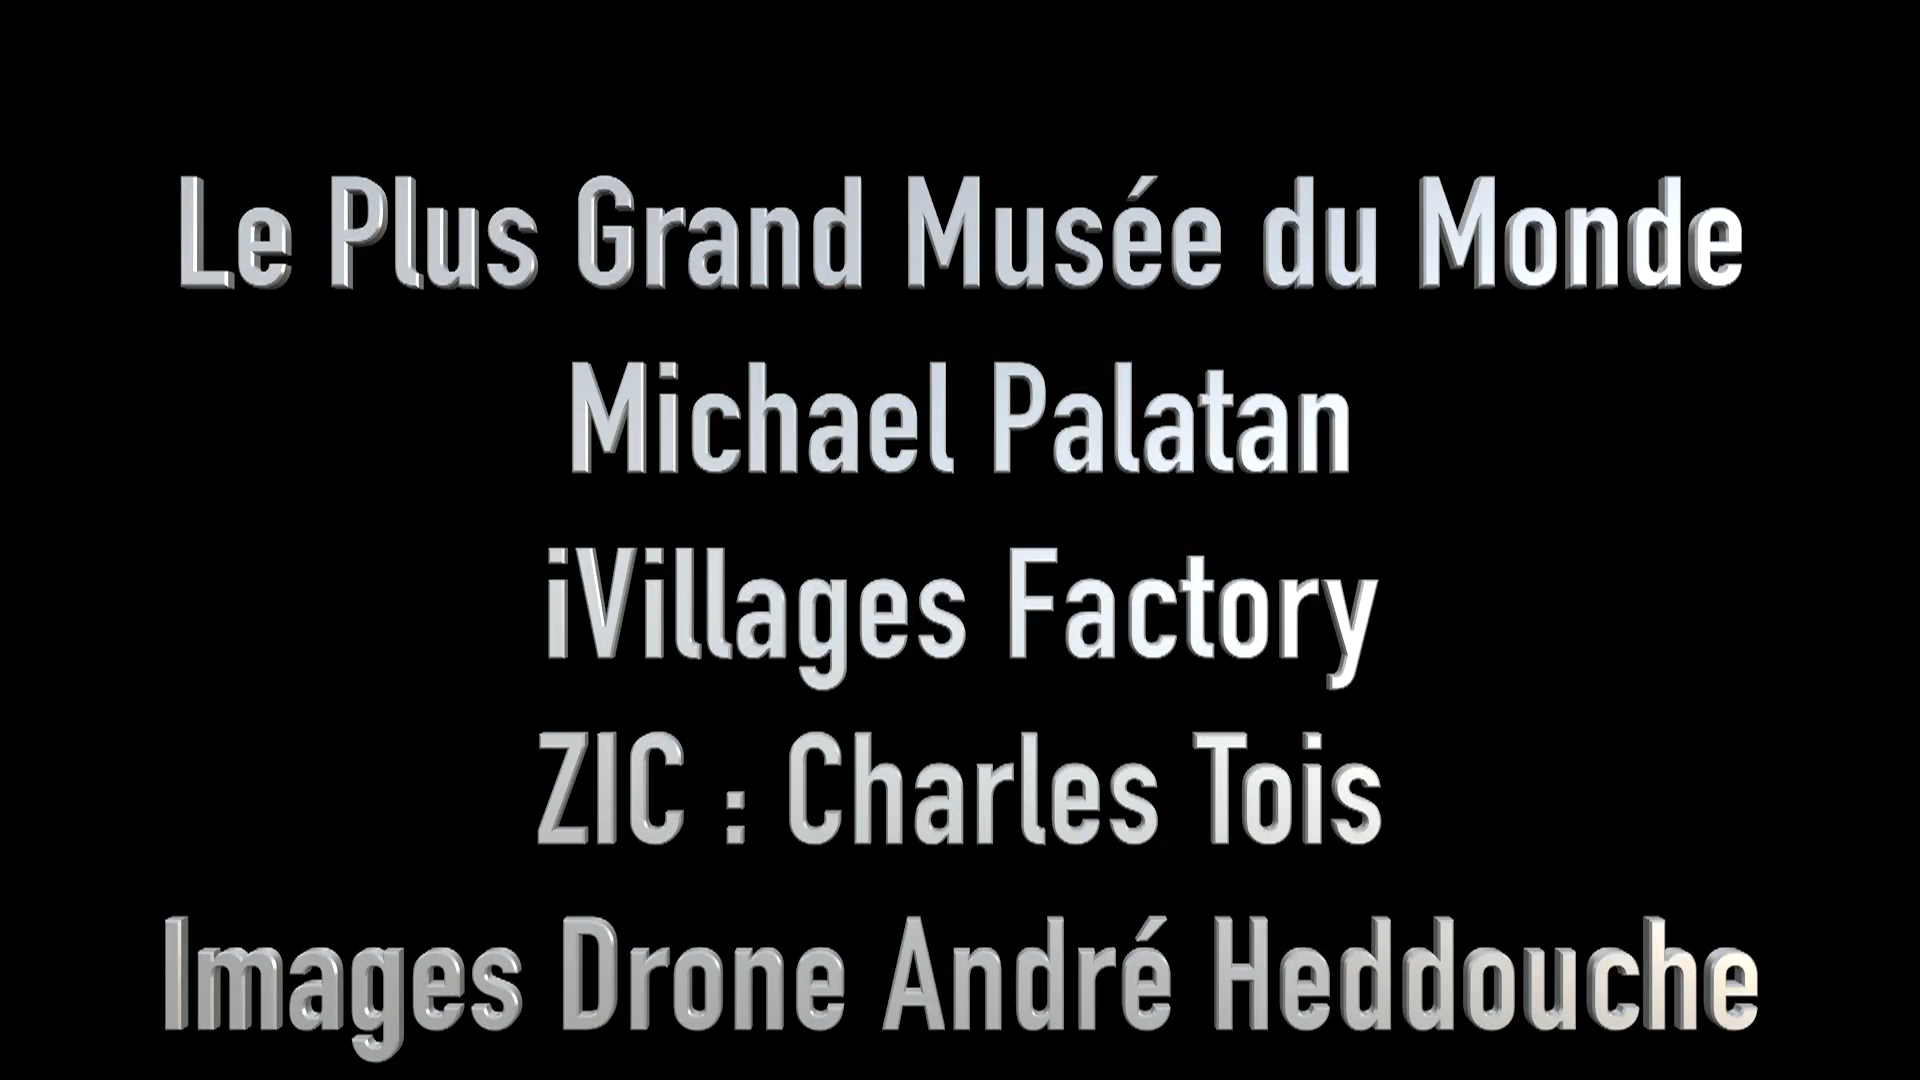 Le Plus Grand Musée du Monde
Michael Palatan
iVillages Factory
ZIC : Charles Tois
Images Drone André Heddouche